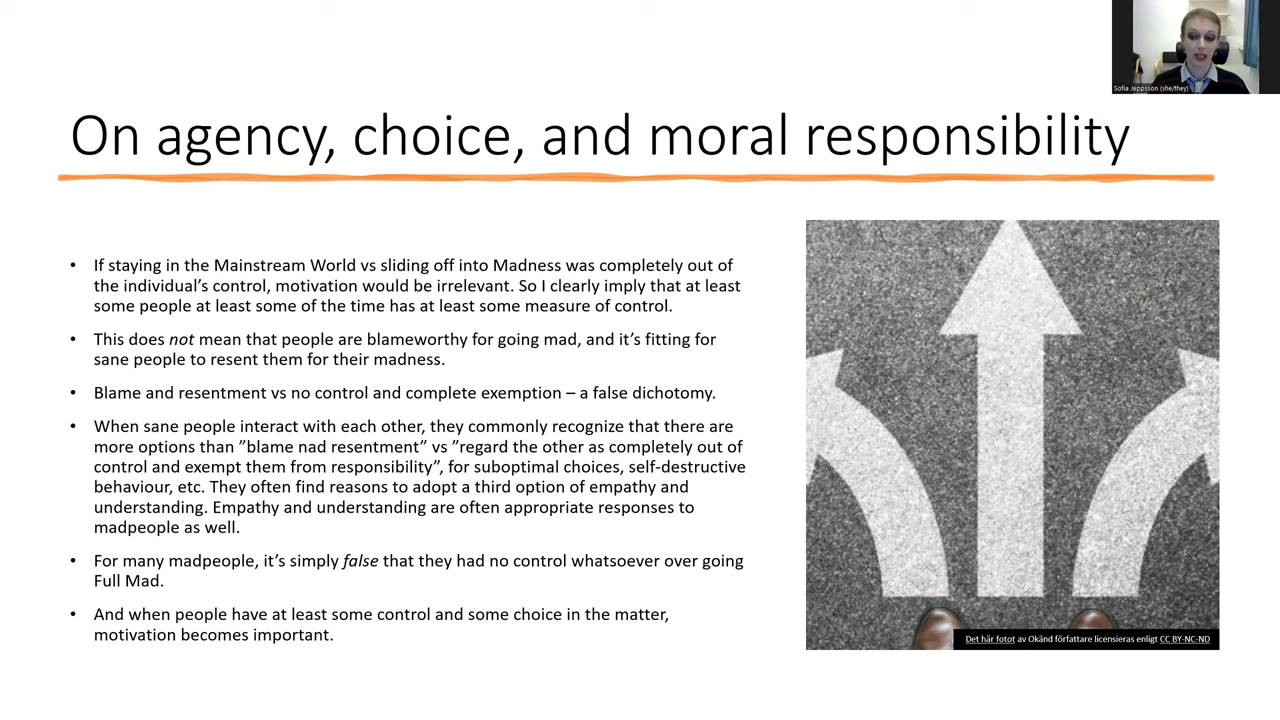 Sofia Jeppsson (she/they)
On agency, choice, and moral responsibility
• If staying in the Mainstream World vs sliding off into Madness was completely out of
the individual's control, motivation would be irrelevant. So I clearly imply that at least
some people at least some of the time has at least some measure of control.
• This does not mean that people are blameworthy for going mad, and it's fitting for
sane people to resent them for their madness.
• Blame and resentment vs no control and complete exemption – a false dichotomy.
• When sane people interact with each other, they commonly recognize that there are
more options than ”blame nad resentment” vs ”regard the other as completely out of
control and exempt them from responsibility”, for suboptimal choices, self-destructive
behaviour, etc. They often find reasons to adopt a third option of empathy and
understanding. Empathy and understanding are often appropriate responses to
madpeople as well.
• For many madpeople, it's simply false that they had no control whatsoever over going
Full Mad.
• And when people have at least some control and some choice in the matter,
motivation becomes important.
Det här fotot av Okänd författare licensieras enligt CC BY-NC-ND